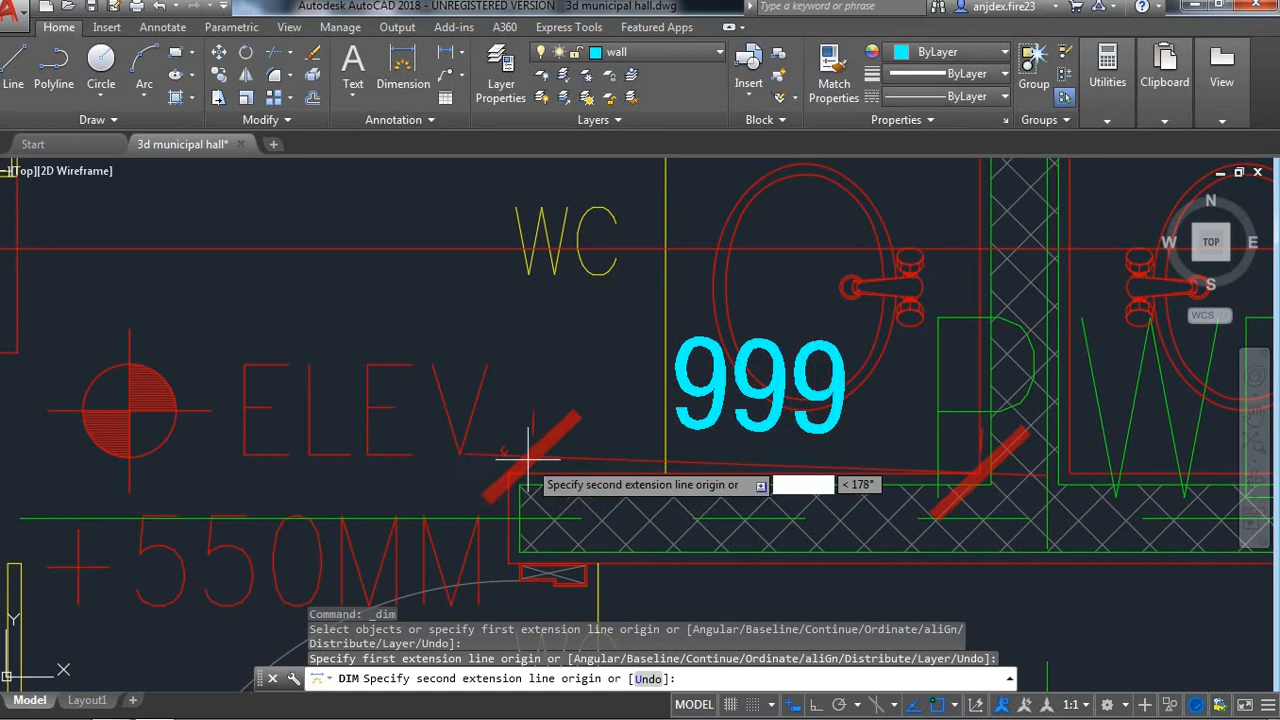 Autodesk AutoCAD 2018 - UNREGISTERED VERSION 3d municipal hall.dwg Type a keyword or phrase anjdex.fire23
Home Insert Annotate Parametric View Manage Output Add-ins A360 Express Tools Featured Apps
Line Polyline Circle Arc Text Dimension Layer Properties wall Insert Match Properties ByLayer Group Utilities Clipboard View
ByLayer
ByLayer
Draw Modify Annotation Layers Block Properties Groups
Start 3d municipal hall*
[Top][2D Wireframe]
N
W TOP E
S
WCS
WC
999
ELEV.
PW
Specify second extension line origin or < 178°
+550MM
Command: _dim
Select objects or specify first extension line origin or [Angular/Baseline/Continue/Ordinate/aliGn/
Distribute/Layer/Undo]:
Specify first extension line origin or [Angular/Baseline/Continue/Ordinate/aliGn/Distribute/Layer/Undo]:
Y
DIM Specify second extension line origin or [Undo]:
Model Layout1 MODEL 1:1